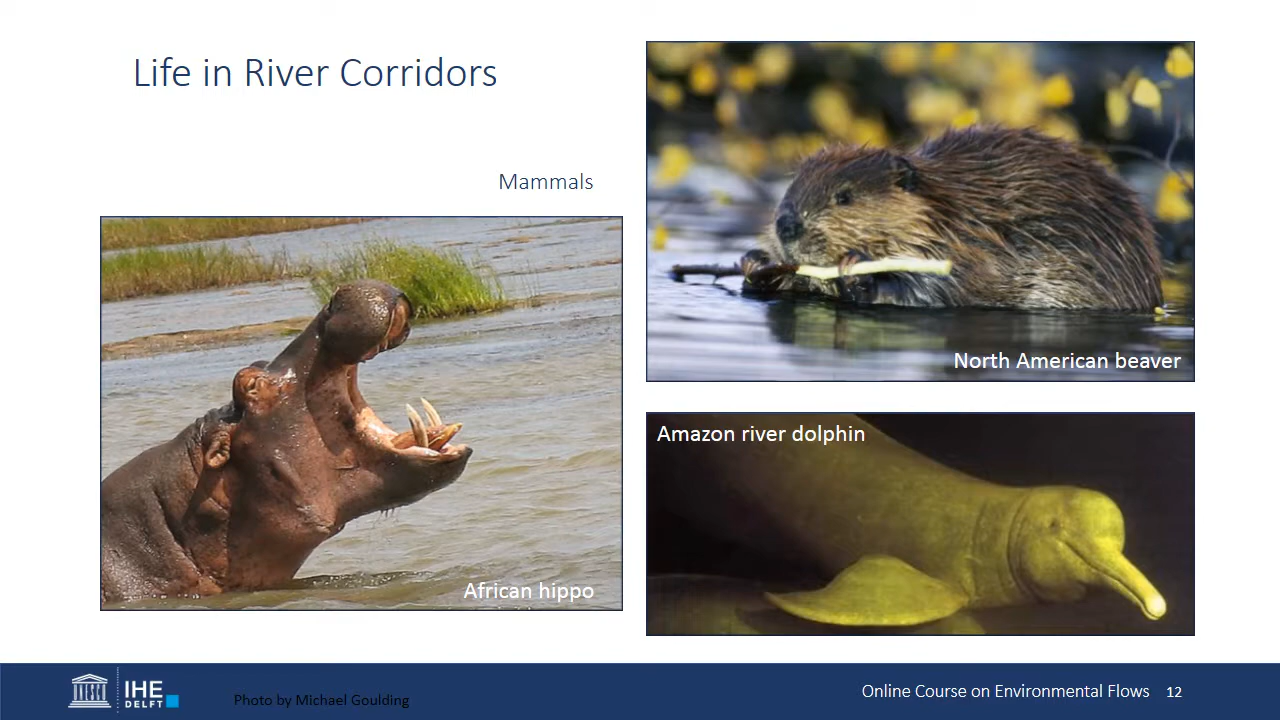 Life in River Corridors
Mammals
North American beaver
Amazon river dolphin
African hippo
IHE
DELFT
Photo by Michael Goulding
Online Course on Environmental Flows 12